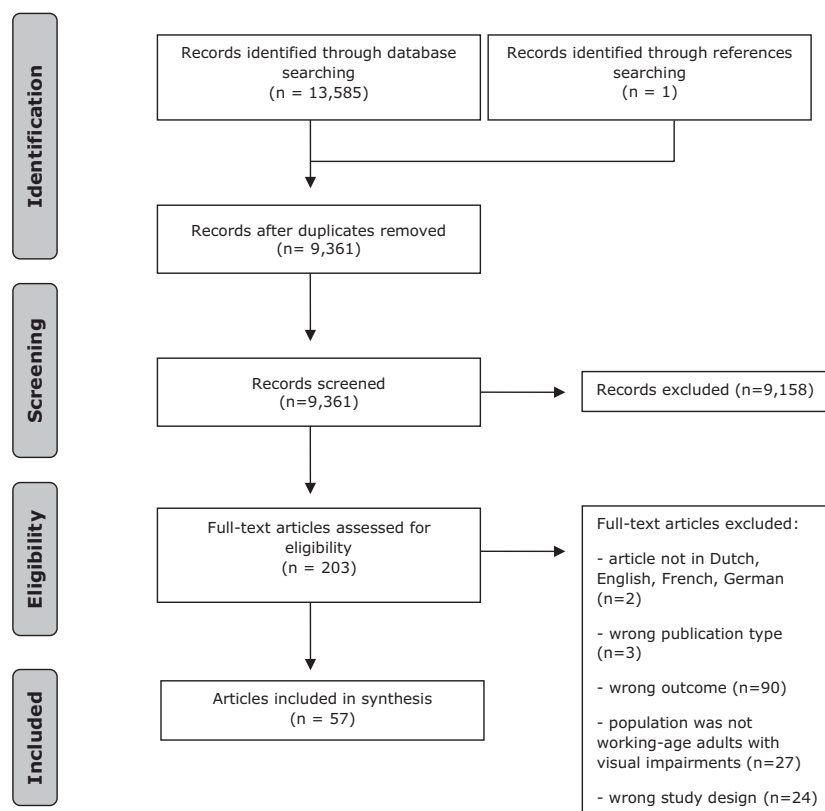 Identification
Records identified through database
searching
(n = 13,585)
Records identified through references
searching
(n = 1)
Records after duplicates removed
(n= 9,361)
Screening
Records screened
(n=9,361)
Records excluded (n=9,158)
Eligibility
Full-text articles assessed for
eligibility
(n = 203)
Full-text articles excluded:
- article not in Dutch,
English, French, German
(n=2)
- wrong publication type
(n=3)
- wrong outcome (n=90)
- population was not
working-age adults with
visual impairments (n=27)
- wrong study design (n=24)
Included
Articles included in synthesis
(n = 57)